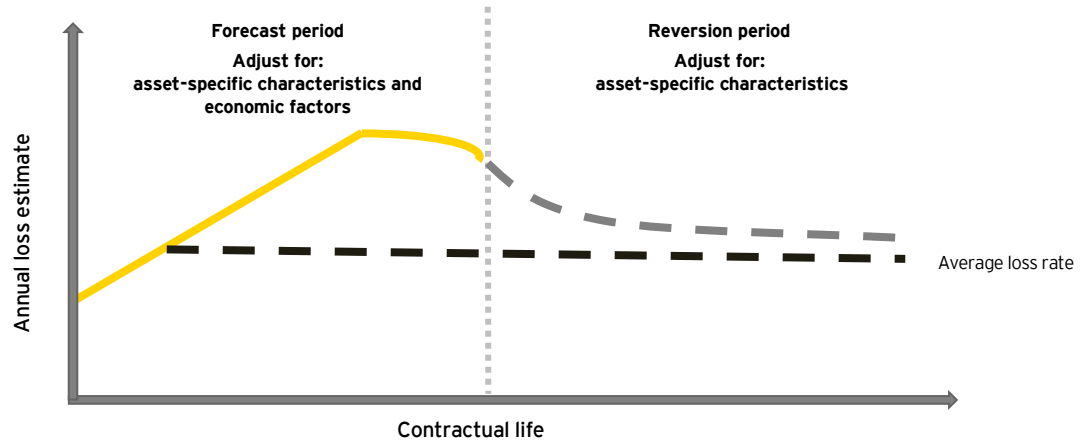 Forecast period
Adjust for:
asset-specific characteristics and
economic factors
Reversion period
Adjust for:
asset-specific characteristics
Annual loss estimate
Average loss rate
Contractual life